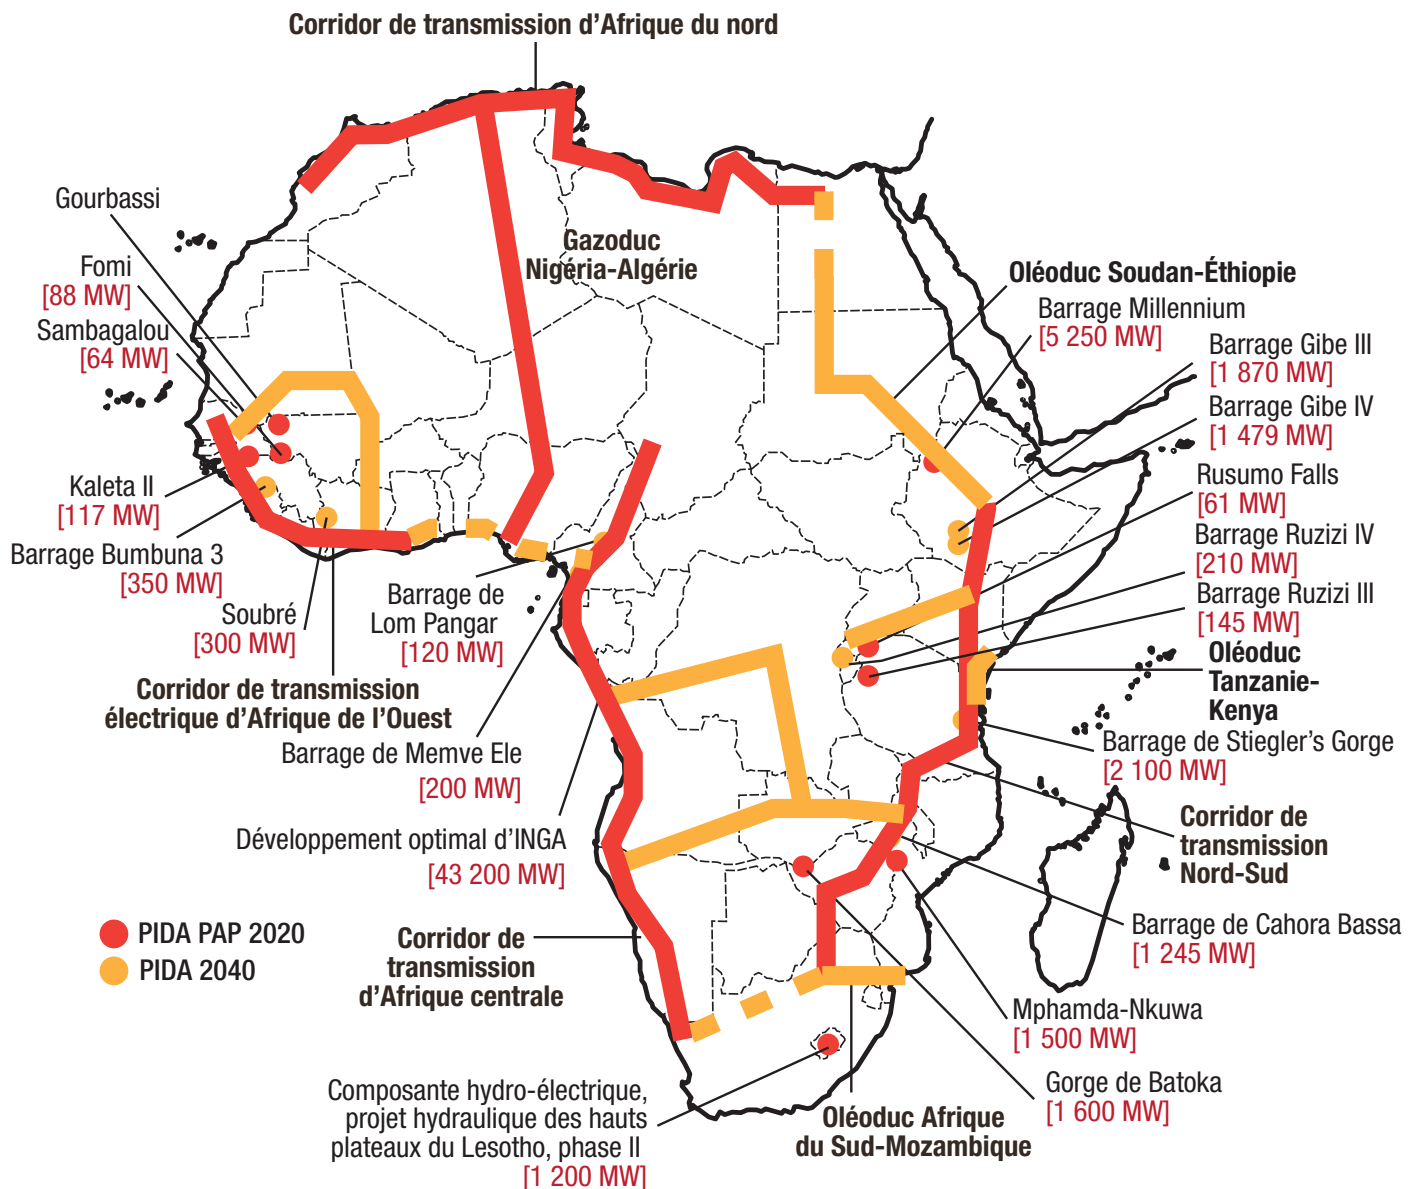 Corridor de transmission d’Afrique du nord
Gourbassi
Fomi
[88 MW]
Sambagalou
[64 MW]
Gazoduc
Nigéria-Algérie
Oléoduc Soudan-Éthiopie
Barrage Millennium
[5 250 MW]
Barrage Gibe III
[1 870 MW]
Barrage Gibe IV
[1 479 MW]
Rusumo Falls
[61 MW]
Barrage Ruzizi IV
[210 MW]
Barrage Ruzizi III
[145 MW]
Oléoduc
Tanzanie-
Kenya
Barrage de Stiegler’s Gorge
[2 100 MW]
Corridor de
transmission
Nord-Sud
Barrage de Cahora Bassa
[1 245 MW]
Mphamda-Nkuwa
[1 500 MW]
Gorge de Batoka
[1 600 MW]
Oléoduc Afrique
du Sud-Mozambique
Kaleta II
[117 MW]
Barrage Bumbuna 3
[350 MW]
Soubré
[300 MW]
Corridor de transmission
électrique d’Afrique de l’Ouest
Barrage de
Lom Pangar
[120 MW]
Barrage de Memve Ele
[200 MW]
Développement optimal d’INGA
[43 200 MW]
PIDA PAP 2020
PIDA 2040
Corridor de
transmission
d’Afrique centrale
Composante hydro-électrique,
projet hydraulique des hauts
plateaux du Lesotho, phase II
[1 200 MW]